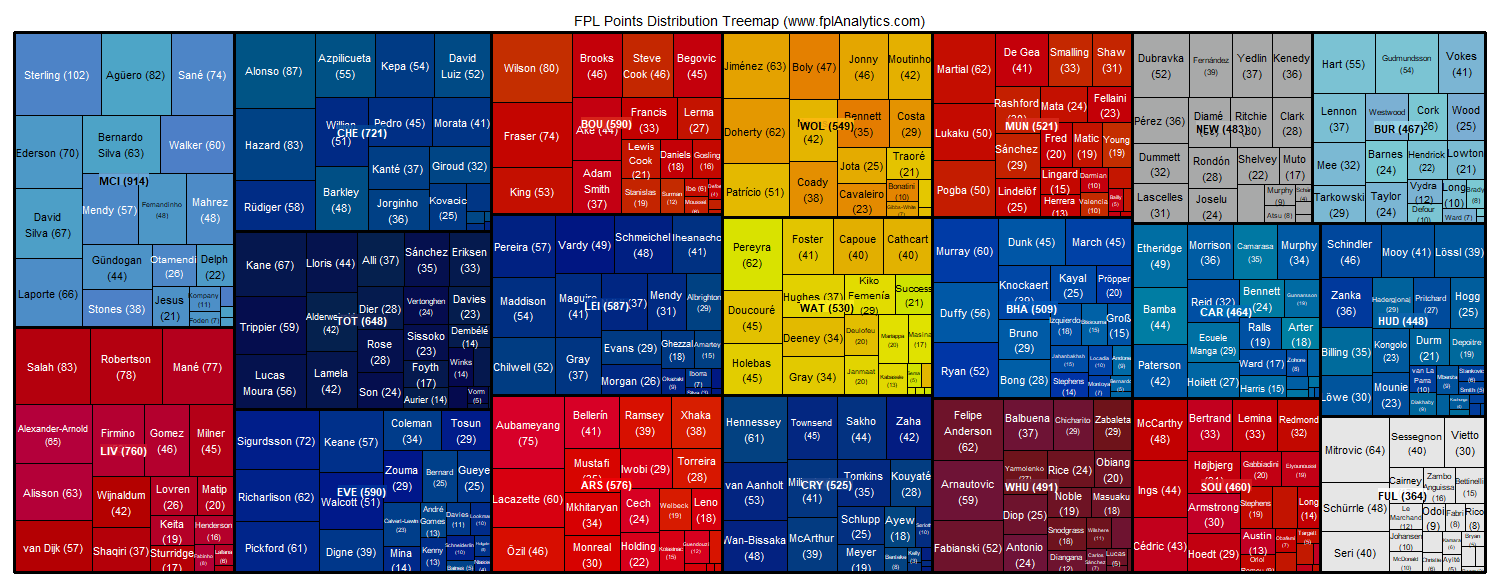 FPL Points Distribution Treemap (www.fplAnalytics.com)
Sterling (102)
Agüero (82)
Sané (74)
Ederson (70)
Bernardo
Silva (63)
Walker (60)
MCI (914)
David
Silva (67)
Mendy (57)
Fernandinho
(48)
Mahrez
(48)
Laporte (66)
Gündogan
(44)
Otamendi
(26)
Delph
(22)
Stones (38)
Jesus
(21)
Kompany
(11)
Foden (7)
Salah (83)
Robertson
(78)
Mané (77)
Alexander-Arnold
(65)
Firmino
Gomez
(46)
Milner
(45)
LIV (760)
Alisson (63)
Wijnaldum
(42)
Lovren
(26)
Matip
(20)
Keita
(19)
Henderson
(16)
van Dijk (57)
Shaqiri (37)
Sturridge
(17)
Fabinho
Lallana
Alonso (87)
Azpilicueta
(55)
Kepa (54)
David
Luiz (52)
Hazard (83)
Willian
(51)
Pedro (45)
Morata (41)
CHE (721)
Kanté (37)
Giroud (32)
Rüdiger (58)
Barkley
(48)
Jorginho
(36)
Kovacic
(25)
Kane (67)
Lloris (44)
Alli (37)
Sánchez
(35)
Eriksen
(33)
Trippier (59)
Alderwei
(42)
Dier (28)
Vertonghen
(24)
Davies
(23)
TOT (648)
Rose
(28)
Sissoko
(23)
Dembélé
(14)
Lucas
Moura (56)
Lamela
(42)
Son (24)
Foyth
(17)
Winks
(14)
Aurier (14)
Vorm
(5)
Sigurdsson (72)
Keane (57)
Coleman
(34)
Tosun
(29)
Richarlison (62)
Walcott (51)
Zouma
(29)
Bernard
(25)
Gueye
(25)
EVE (590)
Calvert-Lewin
(23)
André
Gomes
(13)
Davies
(11)
Lookman
(10)
Pickford (61)
Digne (39)
Mina
(14)
Kenny
(13)
Schneiderlin
(10)
Baines (5)
Wilson (80)
Brooks
(46)
Steve
Cook (46)
Begovic
(45)
Fraser (74)
Aké (44)
Francis
(33)
Lerma
(27)
BOU (590)
King (53)
Adam
Smith
(37)
Lewis
Cook
(21)
Daniels
(18)
Gosling
(16)
Stanislas
(19)
Surman
(12)
Ibe (6)
Mousset
Pereira (57)
Vardy (49)
Schmeichel
(48)
Iheanacho
(41)
Maddison
(54)
Maguire
(37)
Mendy
(31)
Albrighton
(29)
LEI (587)
Chilwell (52)
Gray
(37)
Evans (29)
Ghezzal
(18)
Amartey
(15)
Morgan (26)
Okazaki
(9)
Iborra
(7)
Aubameyang
(75)
Bellerín
(41)
Ramsey
(39)
Xhaka
(38)
Lacazette (60)
Mustafi
Iwobi (29)
Torreira
(28)
ARS (576)
Mkhitaryan
(34)
Cech
(24)
Welbeck
(19)
Leno
(18)
Özil (46)
Monreal
(30)
Holding
(22)
Kolasinac
(15)
Guendouzi
(12)
Jiménez (63)
Boly (47)
Jonny
(46)
Moutinho
(42)
Doherty (62)
(42)
Bennett
(35)
Costa
(29)
WOL (549)
Patrício (51)
Coady
(38)
Jota (25)
Traoré
(21)
Cavaleiro
(23)
Bonatini
(10)
Gibbs-White
(7)
Pereyra
(62)
Foster
(41)
Capoue
(40)
Cathcart
(40)
Doucouré
(45)
Hughes (37)
Kiko
Femenía
(29)
Success
(21)
WAT (530)
Holebas
(45)
Deeney (34)
Deulofeu
(20)
Mariappa
(20)
Masina
(17)
Gray (34)
Janmaat
(20)
Kabasele
(13)
Hennessey
(61)
Townsend
(45)
Sakho
(44)
Zaha
(42)
van Aanholt
(53)
(41)
Tomkins
(35)
Kouyaté
(28)
CRY (525)
Wan-Bissaka
(48)
McArthur
(39)
Schlupp
(25)
Ayew
(18)
Meyer
(19)
Benteke
Kelly
Martial (62)
De Gea
(41)
Smalling
(33)
Shaw
(31)
Lukaku (50)
Rashford
Mata (24)
Fellaini
(23)
MUN (521)
Sánchez
(29)
Fred
(20)
Matic
(19)
Young
(19)
Pogba (50)
Lindelöf
(25)
Lingard
(15)
Damian
(10)
Bailly
(5)
Herrera
(13)
Valencia
(10)
Murray (60)
Dunk (45)
March (45)
Duffy (56)
Knockaert
Kayal
(25)
Pröpper
(20)
BHA (509)
Bruno
(29)
Izquierdo
(18)
Bissouma
Groß
(15)
Ryan (52)
Bong (28)
Jahanbakhsh
Locadia
Andone
Stephens
(14)
Montoya
Bernardo
Felipe
Anderson
(62)
Balbuena
(37)
Chicharito
(29)
Zabaleta
(29)
Arnautovic
(59)
Yarmolenko
(27)
Rice (24)
Obiang
(20)
WHU (491)
Diop (25)
Noble
(19)
Masuaku
(18)
Fabianski (52)
Antonio
(24)
Snodgrass
(16)
Wilshere
(11)
Diangana
(12)
Carlos
Sánchez
(7)
Lucas
(5)
Dubravka
(52)
Fernández
(39)
Yedlin
(37)
Kenedy
(36)
Pérez (36)
Diamé
Ritchie
(30)
Clark
(28)
NEW (483)
Dummett
(32)
Rondón
(28)
Shelvey
(22)
Muto
(17)
Lascelles
(31)
Joselu
(24)
Murphy
(9)
Atsu (8)
Etheridge
(49)
Morrison
(36)
Camarasa
(35)
Murphy
(34)
Bamba
(44)
Reid (32)
Bennett
(24)
Gunnarsson
(19)
CAR (464)
Ecuele
Manga (29)
Ralls
(19)
Arter
(18)
Paterson
(42)
Hoilett (27)
Ward (17)
Zohore
(8)
Harris (15)
McCarthy
(48)
Bertrand
(33)
Lemina
(33)
Redmond
(32)
Ings (44)
Højbjerg
Gabbiadini
(20)
Elyounoussi
SOU (460)
Armstrong
(30)
Stephens
(19)
Long
(14)
Cédric (43)
Hoedt (29)
Austin
(13)
Obafemi
(7)
Targett
(5)
Hart (55)
Gudmundsson
(54)
Vokes
(41)
Lennon
(37)
Westwood
Cork
(26)
Wood
(25)
BUR (467)
Mee (32)
Barnes
(24)
Hendrick
(22)
Lowton
(21)
Tarkowski
(29)
Taylor
(24)
Vydra
(12)
Long
(10)
Brady
(8)
Defour
(10)
Ward (7)
Schindler
(46)
Mooy (41)
Lössl (39)
Zanka
(36)
Hadergjonaj
Pritchard
(27)
Hogg
(25)
HUD (448)
Billing (35)
Kongolo
(23)
Durm
(21)
Depoitre
(19)
Löwe (30)
Mounie
(23)
van La
Parra
(10)
Mbenza
(9)
Stankovic
(6)
Smith (5)
Diakhaby
(9)
Mitrovic (64)
Sessegnon
(40)
Vietto
(30)
Cairney
Zambo
Anguissa
(16)
Bettinelli
(15)
FUL (364)
Schürrle (48)
Le
Marchand
(12)
Odoi
(9)
Fabri
(8)
Rico
(8)
Seri (40)
Johansen
(10)
Kamara
(6)
Bryan
(5)
McDonald
(10)
Christie
(6)
Ayité
(5)